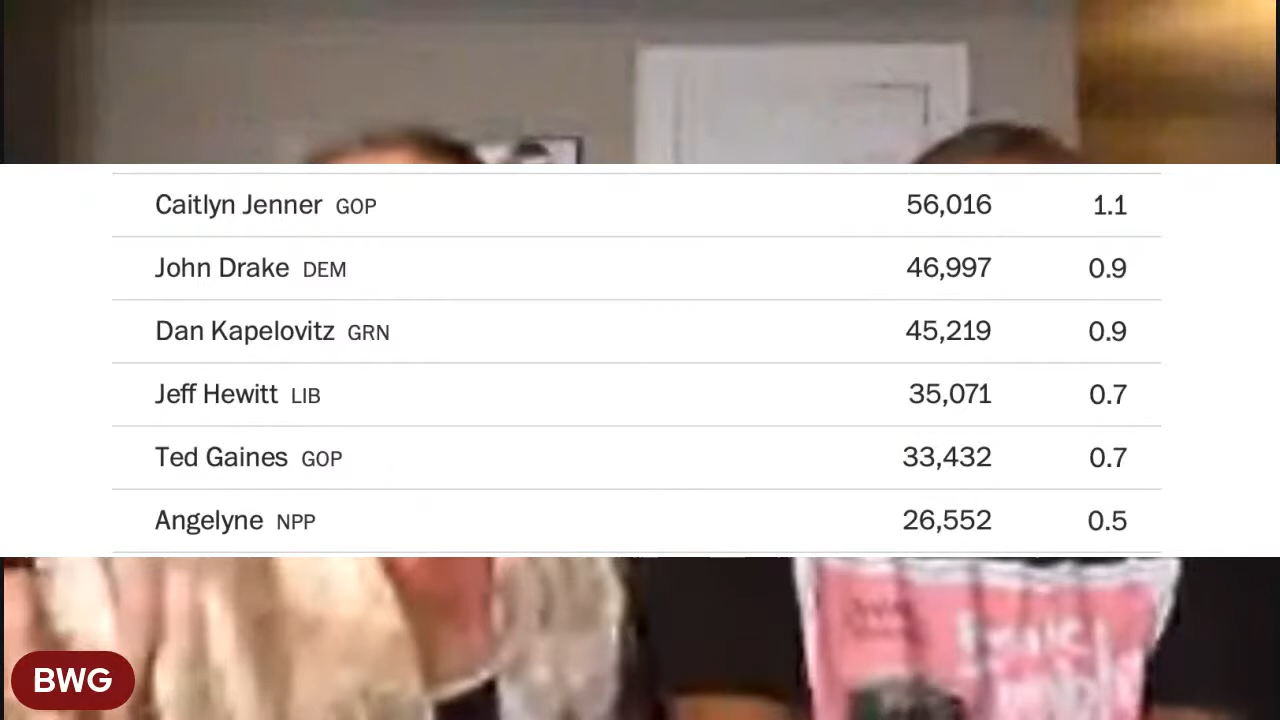 Caitlyn Jenner GOP 56,016 1.1
John Drake DEM 46,997 0.9
Dan Kapelovitz GRN 45,219 0.9
Jeff Hewitt LIB 35,071 0.7
Ted Gaines GOP 33,432 0.7
Angelyne NPP 26,552 0.5
BWG